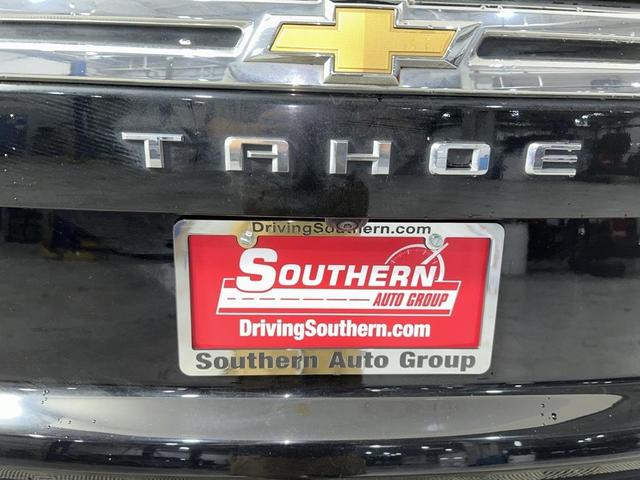 TAHOE
DrivingSouthern.com
SOUTHERN
AUTO GROUP
DrivingSouthern.com
Southern Auto Group